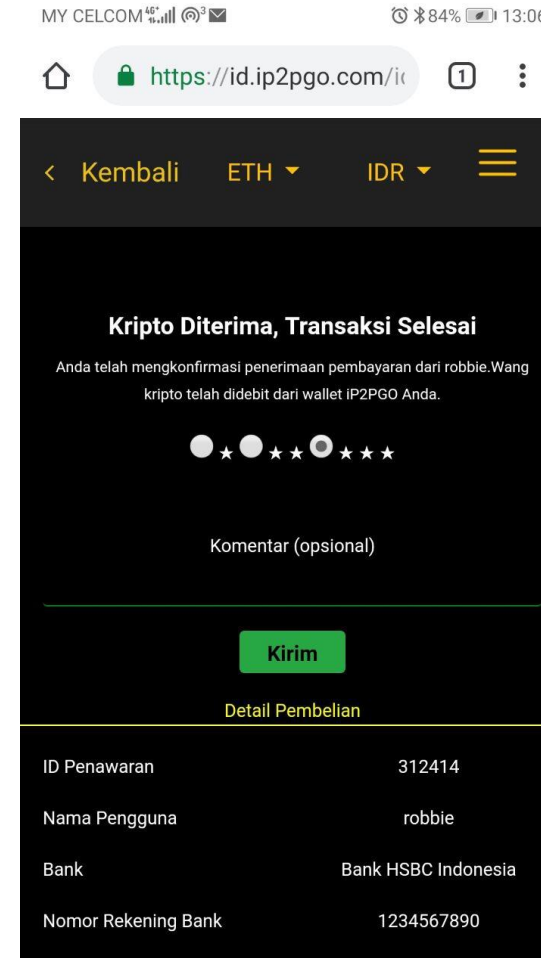 MY CELCOM 46+ 3 84% 13:06
https://id.ip2pgo.com/i 1
< Kembali ETH IDR
Kripto Diterima, Transaksi Selesai
Anda telah mengkonfirmasi penerimaan pembayaran dari robbie.Wang
kripto telah didebit dari wallet iP2PGO Anda.
Komentar (opsional)
Kirim
Detail Pembelian
ID Penawaran 312414
Nama Pengguna robbie
Bank Bank HSBC Indonesia
Nomor Rekening Bank 1234567890